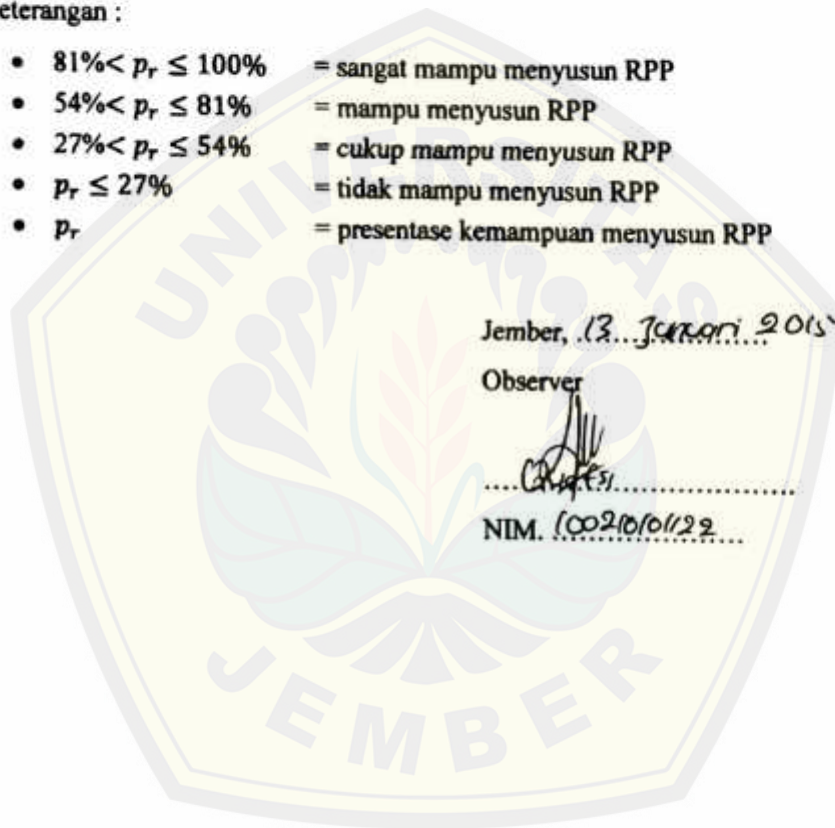 eterangan :
• 81%< pᵣ ≤ 100% = sangat mampu menyusun RPP
• 54%< pᵣ ≤ 81% = mampu menyusun RPP
• 27%< pᵣ ≤ 54% = cukup mampu menyusun RPP
• pᵣ ≤ 27% = tidak mampu menyusun RPP
• pᵣ = presentase kemampuan menyusun RPP
Jember, 13 Januari 2015
Observer
NIM. 100210101122
UNIVERSITAS
JEMBER